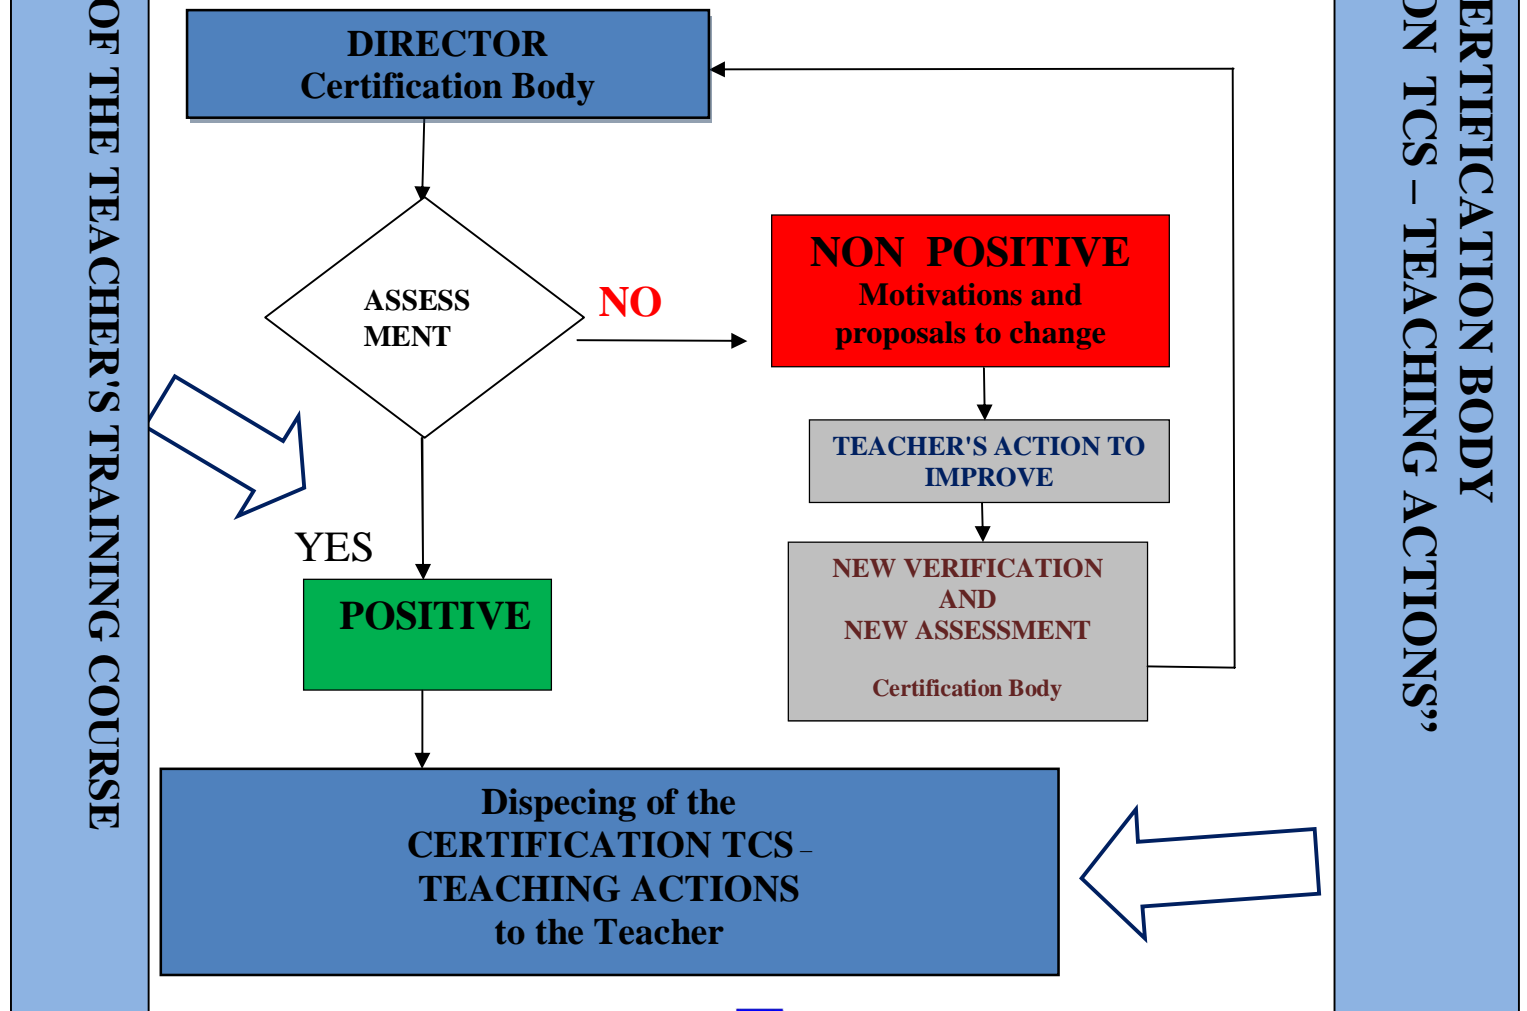 OF THE TEACHER'S TRAINING COURSE
DIRECTOR
Certification Body
ASSESS
MENT
NO
NON POSITIVE
Motivations and
proposals to change
TEACHER'S ACTION TO
IMPROVE
YES
NEW VERIFICATION
AND
NEW ASSESSMENT
Certification Body
POSITIVE
Dispecing of the
CERTIFICATION TCS –
TEACHING ACTIONS
to the Teacher
ERTIFICATION BODY
ON TCS – TEACHING ACTIONS”